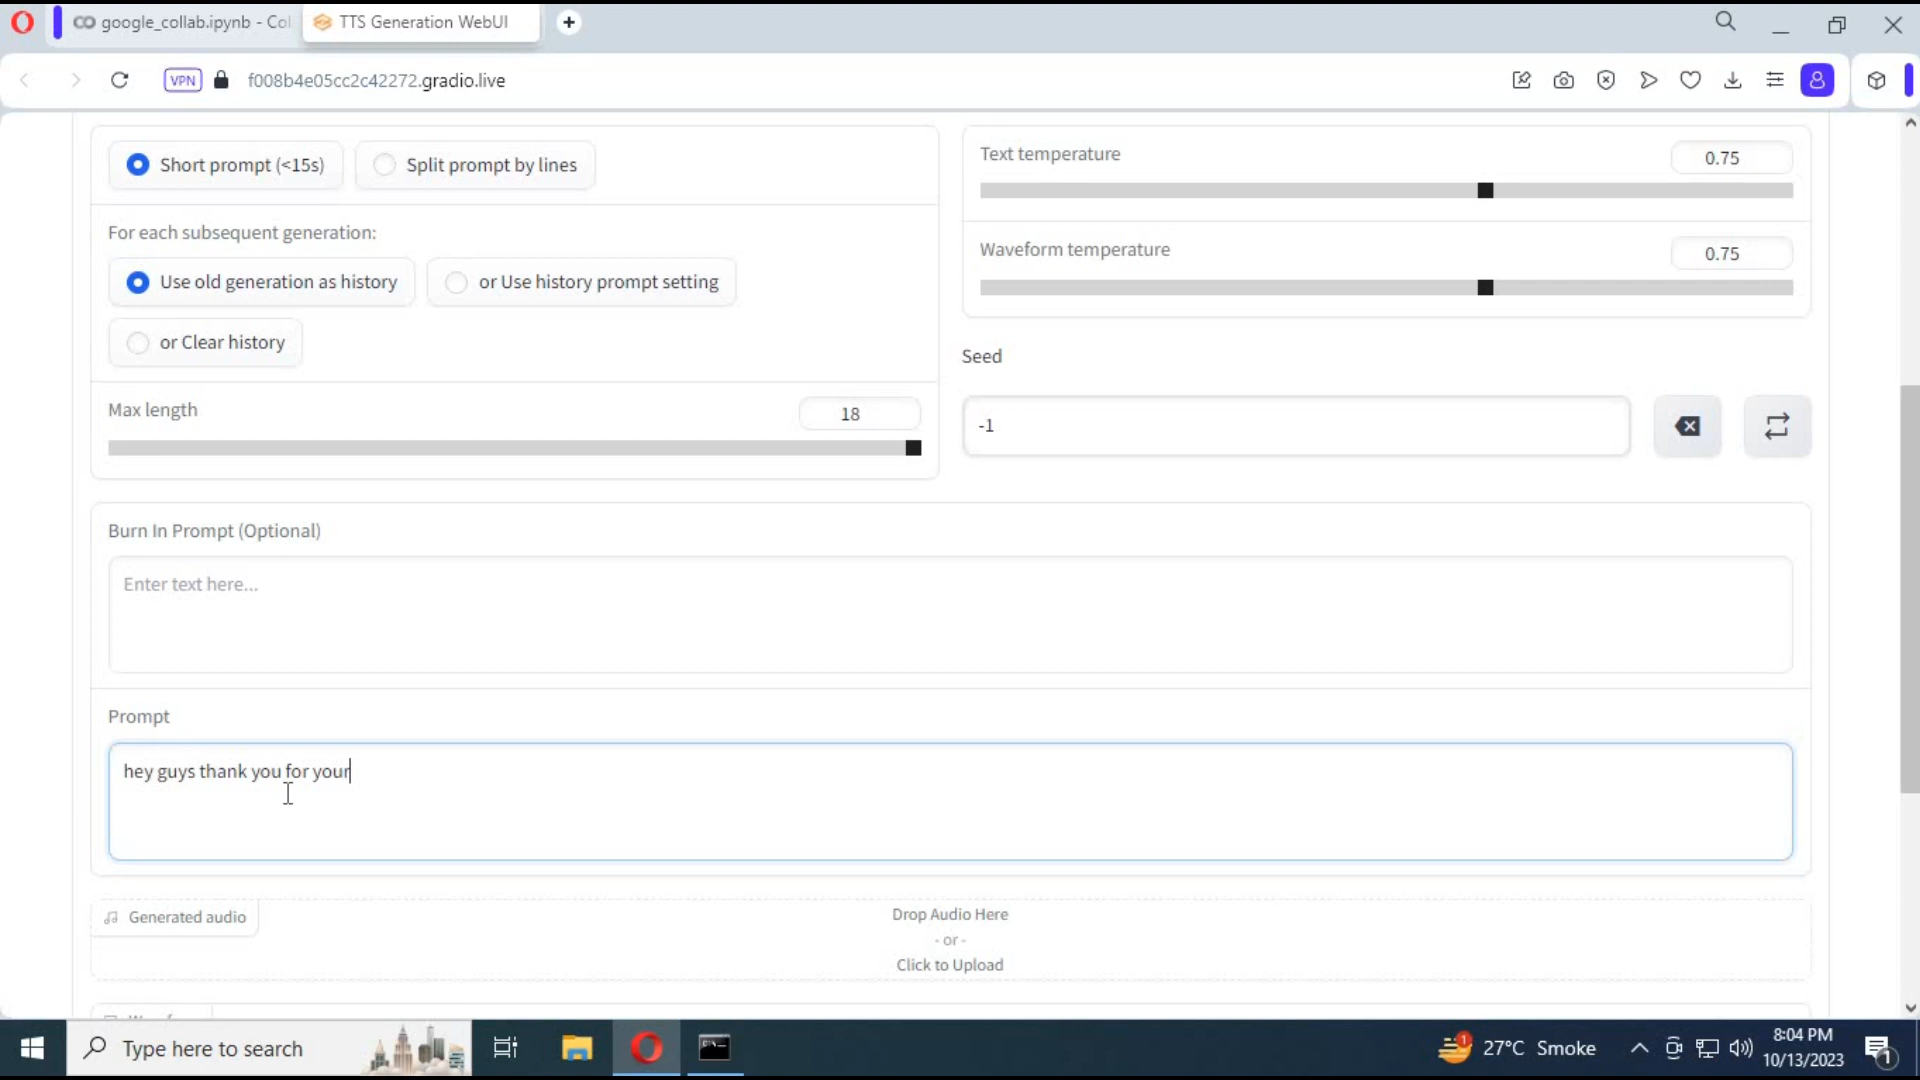 google_collab.ipynb - Col
TTS Generation WebUI
VPN
f008b4e05cc2c42272.gradio.live
Short prompt (<15s)
Split prompt by lines
Text temperature
0.75
For each subsequent generation:
Waveform temperature
0.75
Use old generation as history
or Use history prompt setting
or Clear history
Seed
Max length
18
-1
Burn In Prompt (Optional)
Enter text here...
Prompt
hey guys thank you for your
Generated audio
Drop Audio Here
- or -
Click to Upload
Type here to search
1
27°C Smoke
8:04 PM
10/13/2023
1